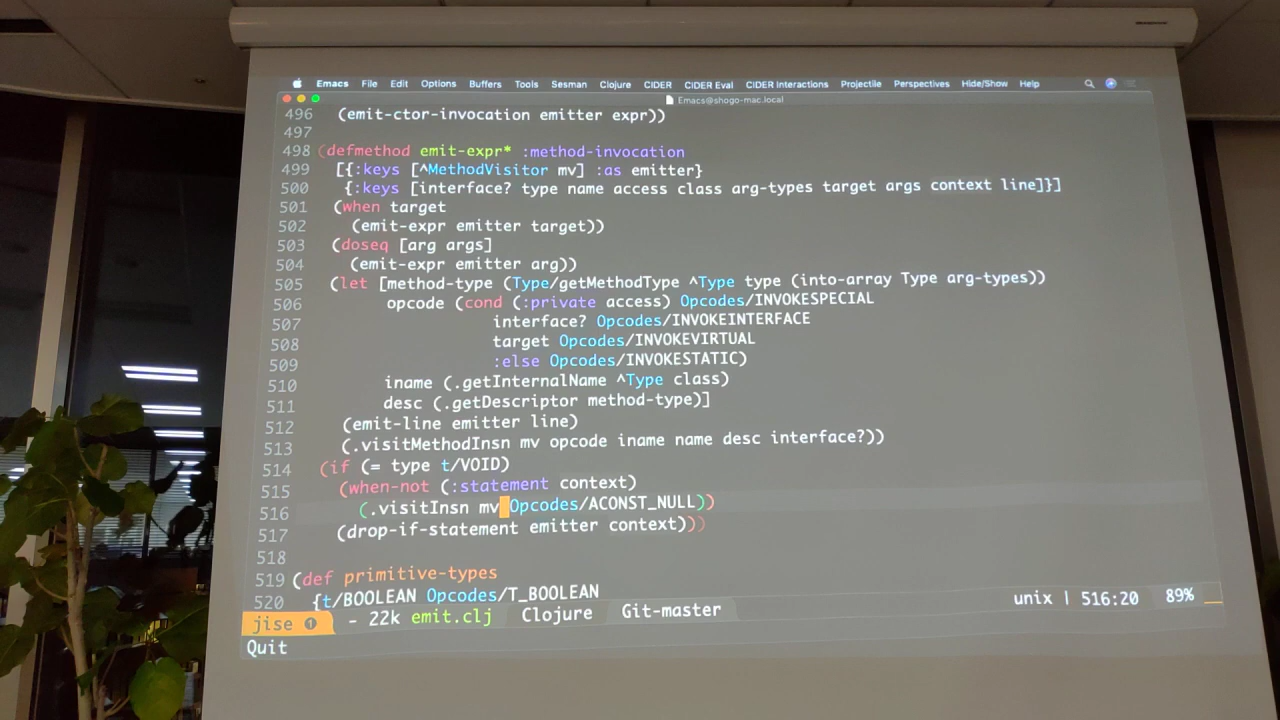 Emacs File Edit Options Buffers Tools Sesman Clojure CIDER CIDER Eval CIDER Interactions Projectile Perspectives Hide/Show Help
Emacs@shogo-mac.local
496 (emit-ctor-invocation emitter expr))
497
498 (defmethod emit-expr* :method-invocation
499 [{:keys [^MethodVisitor mv] :as emitter}
500 {:keys [interface? type name access class arg-types target args context line]}]
501 (when target
502 (emit-expr emitter target))
503 (doseq [arg args]
504 (emit-expr emitter arg))
505 (let [method-type (Type/getMethodType ^Type type (into-array Type arg-types))
506 opcode (cond (:private access) Opcodes/INVOKESPECIAL
507 interface? Opcodes/INVOKEINTERFACE
508 target Opcodes/INVOKEVIRTUAL
509 :else Opcodes/INVOKESTATIC)
510 iname (.getInternalName ^Type class)
511 desc (.getDescriptor method-type)]
512 (emit-line emitter line)
513 (.visitMethodInsn mv opcode iname name desc interface?))
514 (if (= type t/VOID)
515 (when-not (:statement context)
516 (.visitInsn mv Opcodes/ACONST_NULL))
517 (drop-if-statement emitter context)))
518
519 (def primitive-types
520 {t/BOOLEAN Opcodes/T_BOOLEAN
jise 1 - 22k emit.clj Clojure Git-master unix | 516:20 89%
Quit